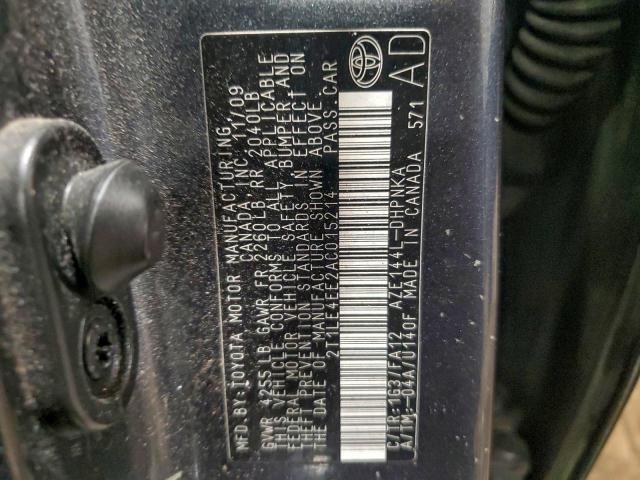 MFD.BY: TOYOTA MOTOR MANUFACTURING,
CANADA, INC. 11/09
GVWR 4255LB GAWR FR 2260LB RR 2040LB
THIS VEHICLE CONFORMS TO ALL APPLICABLE
FEDERAL MOTOR VEHICLE SAFETY, BUMPER AND
THEFT PREVENTION STANDARDS IN EFFECT ON
THE DATE OF MANUFACTURE SHOWN ABOVE.
2T1LE4EE2AC015214 PASS.CAR
C/TR: 1G3/FA12 AZE144L-DHPNKA
A/TM:-04A/U140F MADE IN CANADA 571
AD